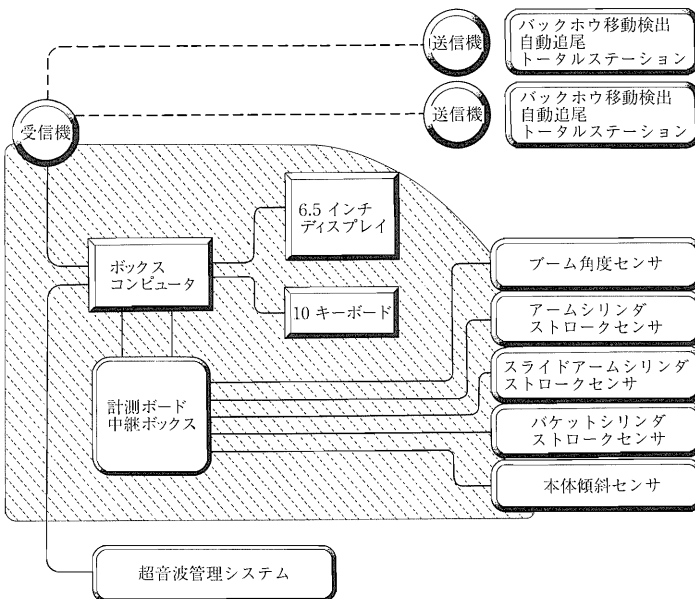 送信機
バックホウ移動検出
自動追尾
トータルステーション
送信機
バックホウ移動検出
自動追尾
トータルステーション
受信機
6.5 インチ
ディスプレイ
ボックス
コンピュータ
10 キーボード
計測ボード
中継ボックス
ブーム角度センサ
アームシリンダ
ストロークセンサ
スライドアームシリンダ
ストロークセンサ
バケットシリンダ
ストロークセンサ
本体傾斜センサ
超音波管理システム